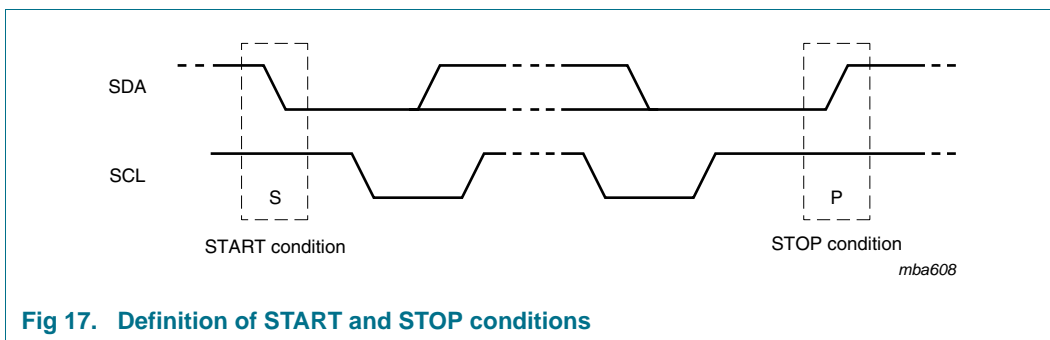 SDA
SCL
S
P
START condition
STOP condition
mba608
Fig 17. Definition of START and STOP conditions